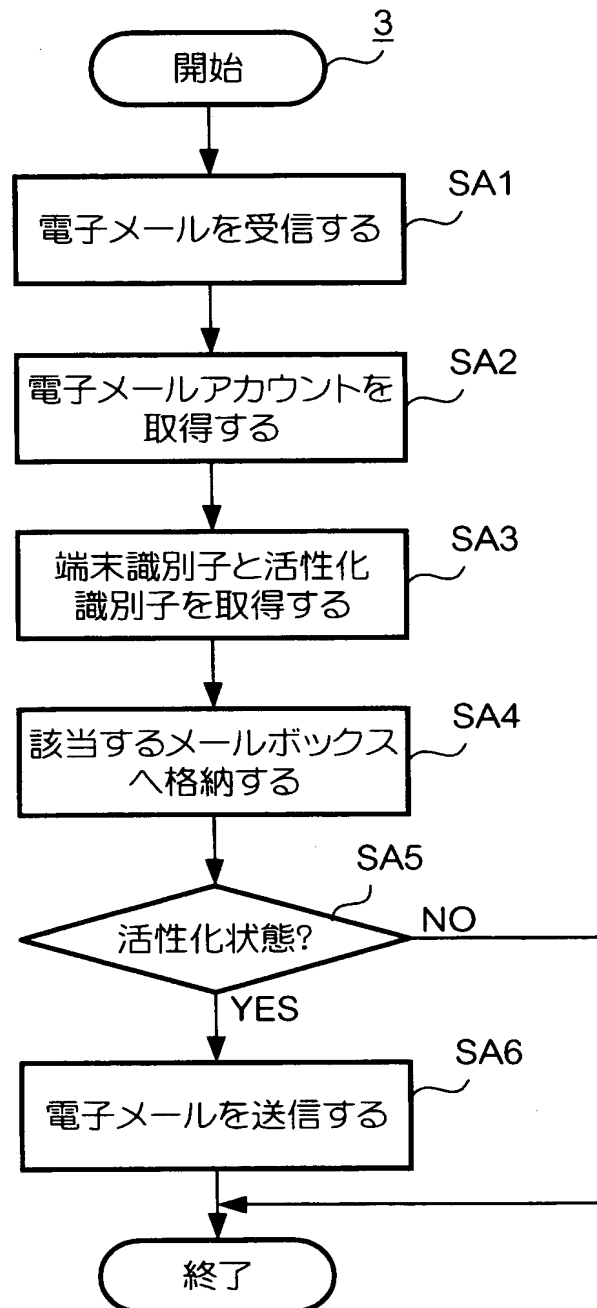 3
開始
SA1
電子メールを受信する
SA2
電子メールアカウントを
取得する
SA3
端末識別子と活性化
識別子を取得する
SA4
該当するメールボックス
へ格納する
SA5
活性化状態?
NO
YES
SA6
電子メールを送信する
終了